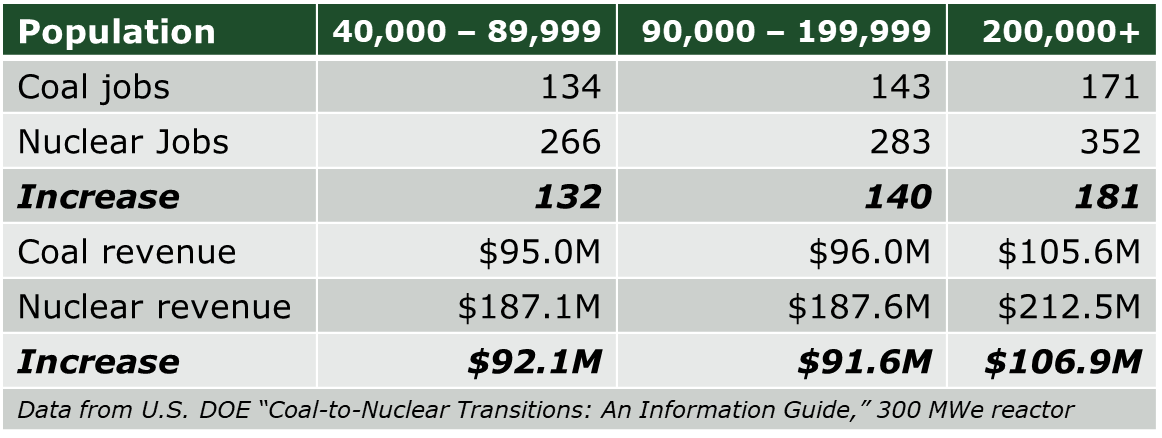 Population 40,000 – 89,999 90,000 – 199,999 200,000+
Coal jobs 134 143 171
Nuclear Jobs 266 283 352
Increase 132 140 181
Coal revenue $95.0M $96.0M $105.6M
Nuclear revenue $187.1M $187.6M $212.5M
Increase $92.1M $91.6M $106.9M
Data from U.S. DOE “Coal-to-Nuclear Transitions: An Information Guide,” 300 MWe reactor